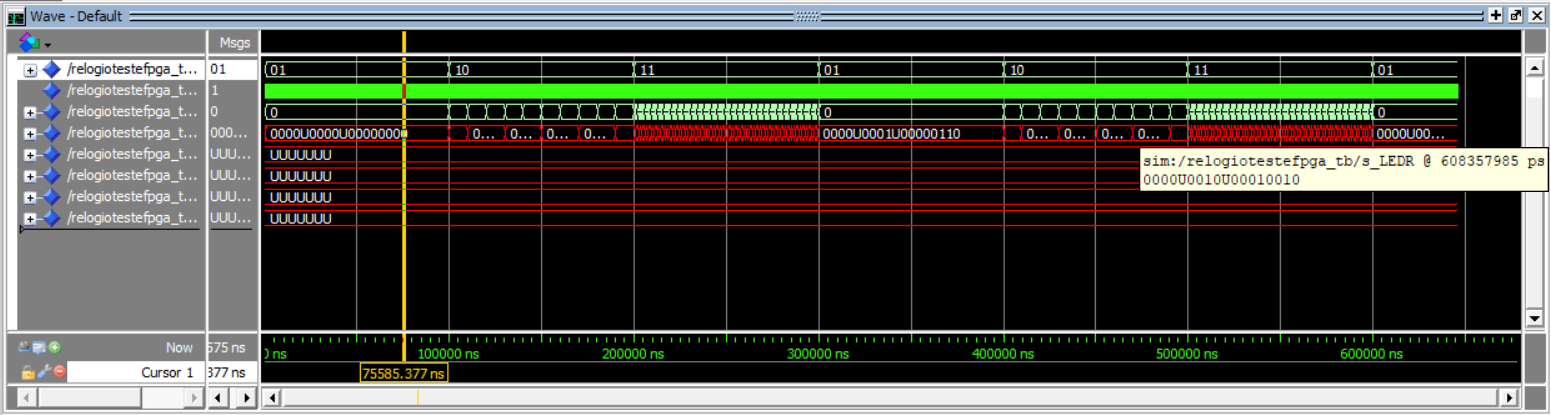 Wave - Default
Msgs
/relogiotestefpga_t... 01 01 10 11 01 10 11 01
/relogiotestefpga_t... 1
/relogiotestefpga_t... 0 0 0 0
/relogiotestefpga_t... 000... 0000U0000U00000000 0... 0... 0... 0... 0000U0001U00000110 0... 0... 0... 0... 0000U00...
/relogiotestefpga_t... UUU... UUUUUUU
/relogiotestefpga_t... UUU... UUUUUUU
/relogiotestefpga_t... UUU... UUUUUUU
/relogiotestefpga_t... UUU... UUUUUUU
sim:/relogiotestefpga_tb/s_LEDR @ 608357985 ps
0000U0010U00010010
Now 575 ns ns 100000 ns 200000 ns 300000 ns 400000 ns 500000 ns 600000 ns
Cursor 1 377 ns 75585.377 ns